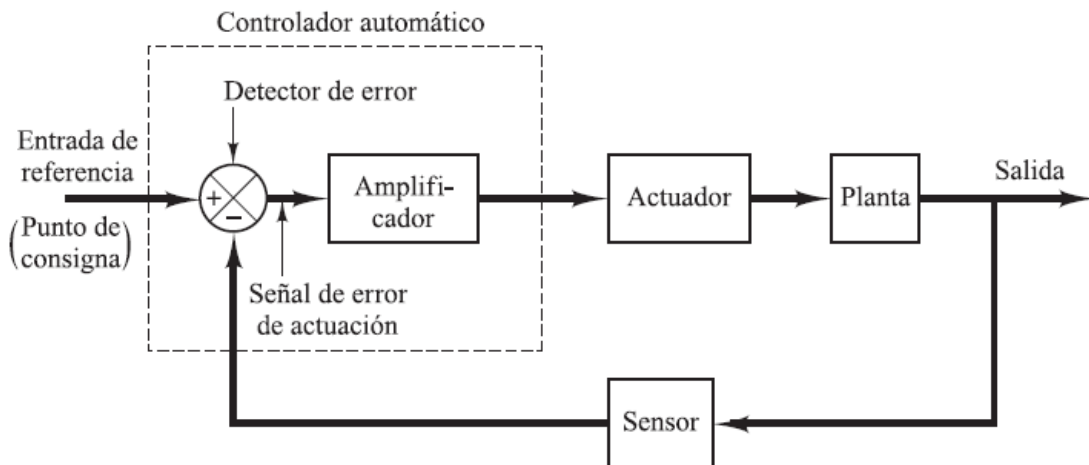 Controlador automático
Detector de error
Entrada de
referencia
(Punto de
consigna)
+
−
Amplifi-
cador
Actuador
Planta
Salida
Señal de error
de actuación
Sensor